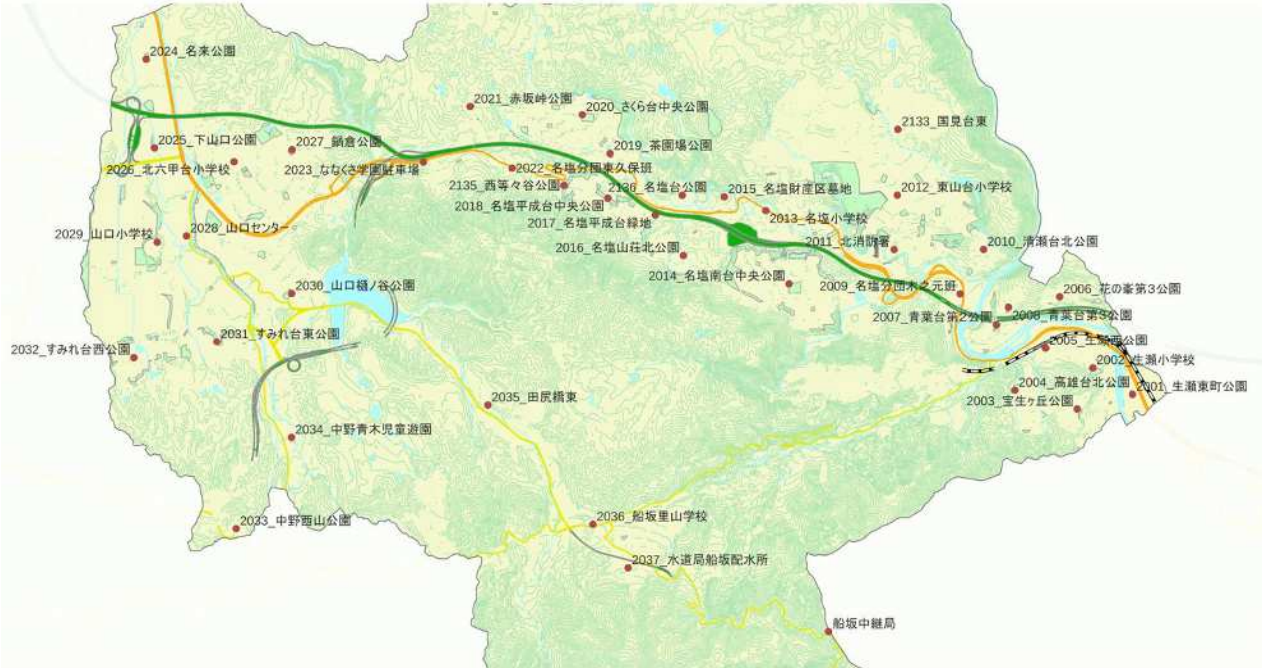 2024_名来公園
2021_赤坂峠公園
2020_さくら台中央公園
2133_国見台東
2025_下山口公園
2027_鍋倉公園
2019_茶園場公園
2026_北六甲台小学校
2023_ななくさ学園駐車場
2022_名塩分団東久保班
2135_西等々谷公園
2136_名塩台公園
2015_名塩財産区墓地
2012_東山台小学校
2018_名塩平成台中央公園
2013_名塩小学校
2017_名塩平成台緑地
2028_山口センター
2029_山口小学校
2016_名塩山荘北公園
2011_北消防署
2010_清瀬台北公園
2014_名塩南台中央公園
2009_名塩分団木之元班
2030_山口樋ノ谷公園
2006_花の峯第3公園
2007_青葉台第2公園
2008_青葉台第3公園
2031_すみれ台東公園
2032_すみれ台西公園
2005_生瀬西公園
2002_生瀬小学校
2004_高雄台北公園
2001_生瀬東町公園
2003_宝生ヶ丘公園
2035_田尻橋東
2034_中野青木児童遊園
2033_中野西山公園
2036_船坂里山学校
2037_水道局船坂配水所
船坂中継局